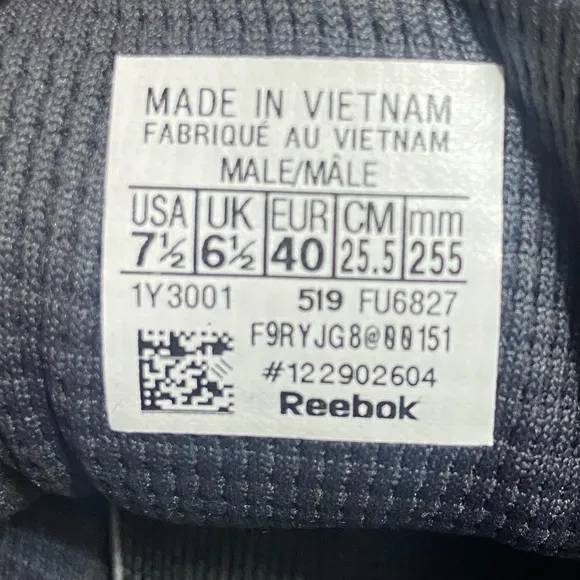 MADE IN VIETNAM
FABRIQUÉ AU VIETNAM
MALE/MÂLE
USA UK EUR CM mm
7½ 6½ 40 25.5 255
1Y3001 519 FU6827
F9RYJG8@00151
#122902604
Reebok